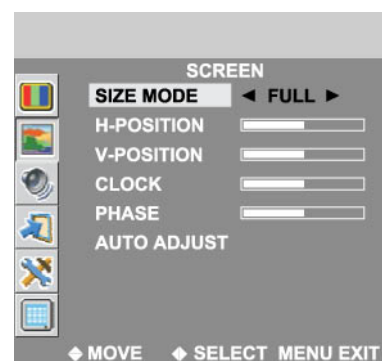 SCREEN
SIZE MODE ◄ FULL ►
H-POSITION
V-POSITION
CLOCK
PHASE
AUTO ADJUST
MOVE SELECT MENU EXIT